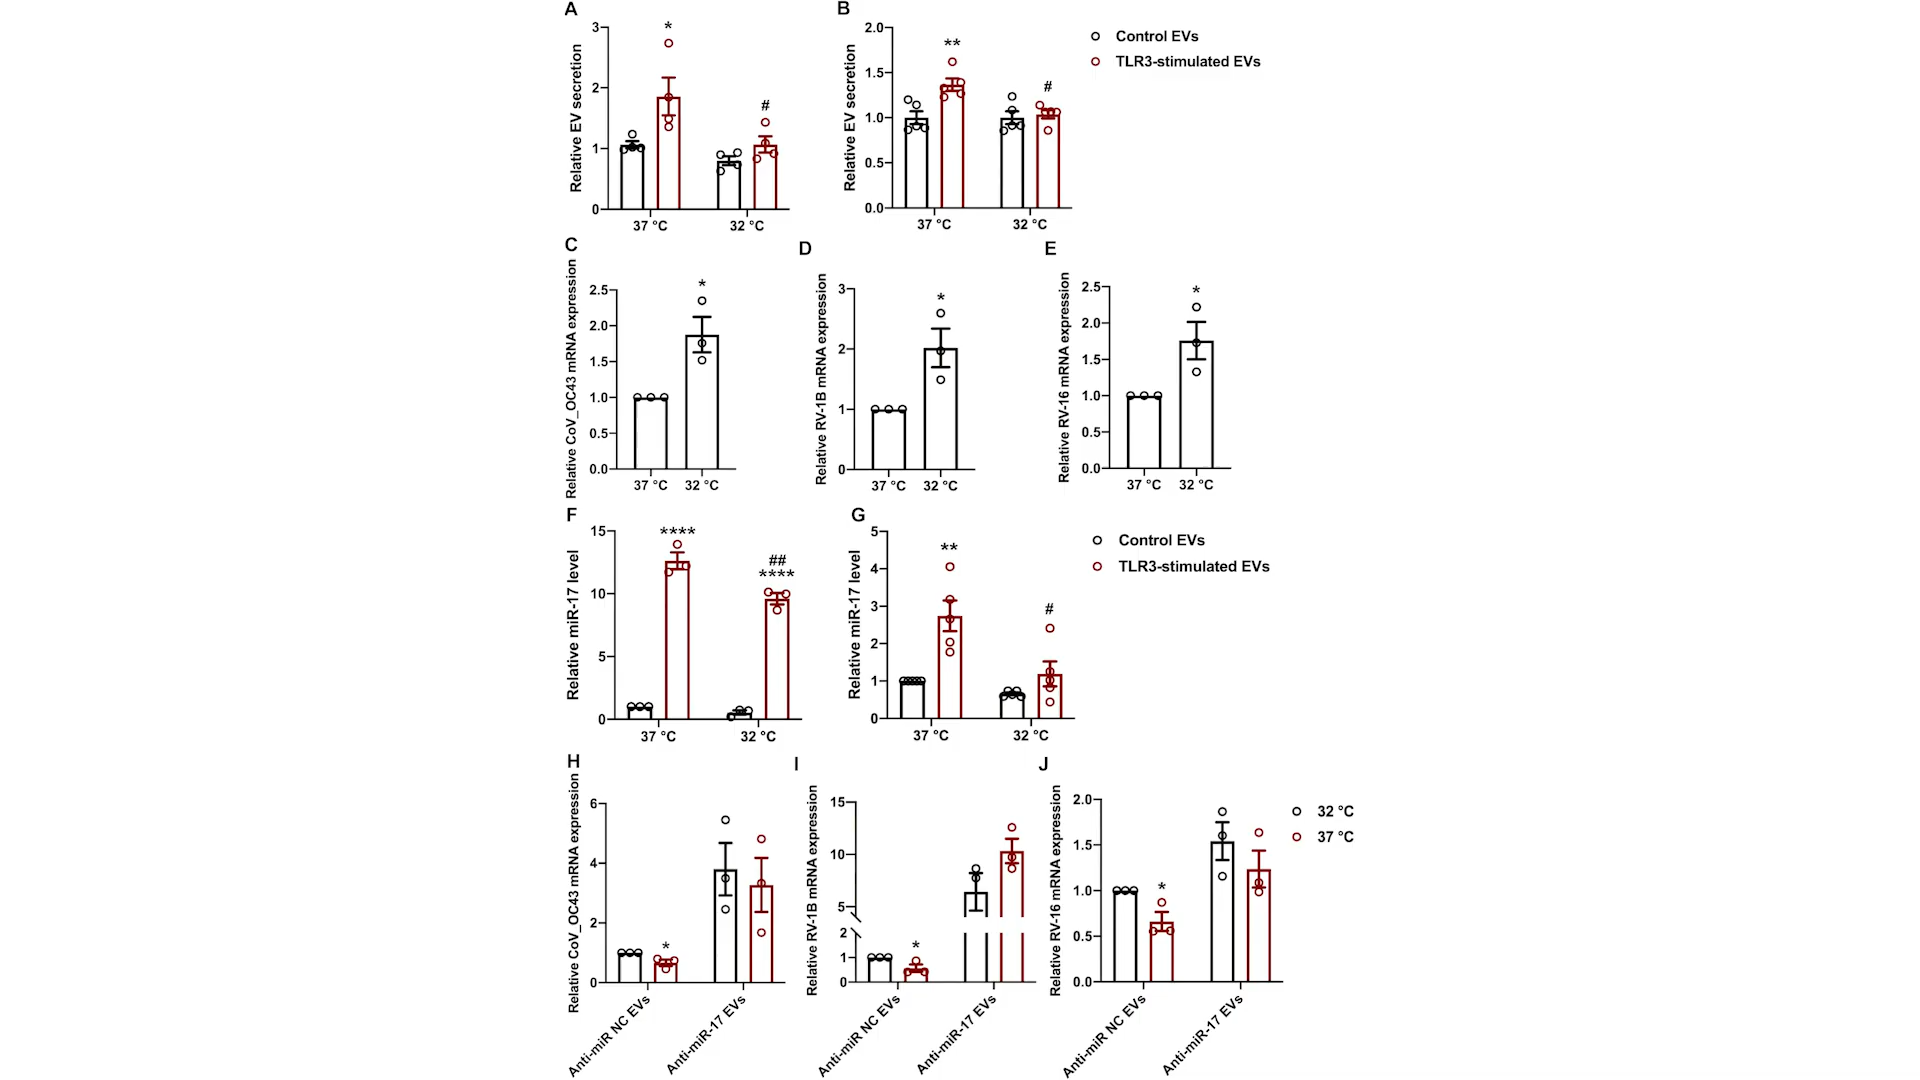 A
Relative EV secretion
3
2
1
0
*
#
37 °C
32 °C
B
Relative EV secretion
2.0
1.5
1.0
0.5
0.0
**
#
37 °C
32 °C
Control EVs
TLR3-stimulated EVs
C
Relative CoV_OC43 mRNA expression
2.5
2.0
1.5
1.0
0.5
0.0
*
37 °C
32 °C
D
Relative RV-1B mRNA expression
3
2
1
0
*
37 °C
32 °C
E
Relative RV-16 mRNA expression
2.5
2.0
1.5
1.0
0.5
0.0
*
37 °C
32 °C
F
Relative miR-17 level
15
10
5
0
****
##
****
37 °C
32 °C
G
Relative miR-17 level
5
4
3
2
1
0
**
#
37 °C
32 °C
Control EVs
TLR3-stimulated EVs
H
Relative CoV_OC43 mRNA expression
6
4
2
0
*
Anti-miR NC EVs
Anti-miR-17 EVs
I
Relative RV-1B mRNA expression
15
10
5
2
1
0
*
Anti-miR NC EVs
Anti-miR-17 EVs
J
Relative RV-16 mRNA expression
2.0
1.5
1.0
0.5
0.0
*
Anti-miR NC EVs
Anti-miR-17 EVs
32 °C
37 °C